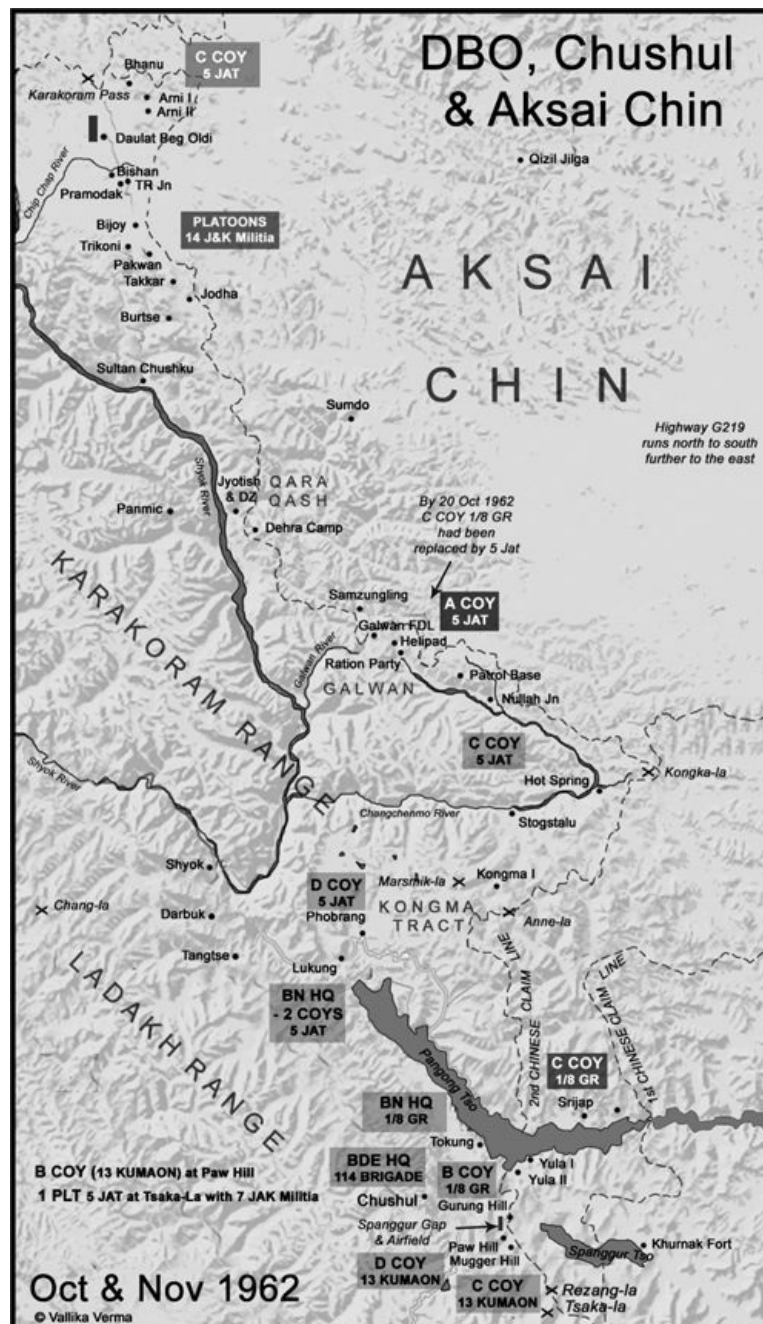 DBO, Chushul
& Aksai Chin
C COY
5 JAT
Bhanu
Karakoram Pass
Arni I
Arni II
Daulat Beg Oldi
Qizil Jilga
Chip Chap River
Bishan
Pramodak
TR Jn
Bijoy
PLATOONS
14 J&K Militia
Trikoni
Pakwan
Takkar
Jodha
Burtse
AKSAI
CHIN
Sultan Chushku
Sumdo
Highway G219
runs north to south
further to the east
Shyok River
Jyotish
& DZ
QARA
QASH
Panmic
Dehra Camp
By 20 Oct 1962
C COY 1/8 GR
had been
replaced by 5 Jat
KARAKORAM RANGE
Samzungling
A COY
5 JAT
Galwan FDL
Helipad
Galwan River
Ration Party
GALWAN
Patrol Base
Nullah Jn
C COY
5 JAT
Shyok River
Hot Spring
Kongka-la
Changchenmo River
Stogstalu
Shyok
D COY
5 JAT
Marsmik-la
Kongma I
Chang-la
Darbuk
Phobrang
KONGMA
TRACT
Anne-la
Tangtse
Lukung
LADAKH RANGE
BN HQ
- 2 COYS
5 JAT
2nd CHINESE CLAIM LINE
1st CHINESE CLAIM LINE
Pangong Tso
C COY
1/8 GR
Srijap
BN HQ
1/8 GR
Tokung
B COY (13 KUMAON) at Paw Hill
1 PLT 5 JAT at Tsaka-La with 7 JAK Militia
BDE HQ
114 BRIGADE
B COY
1/8 GR
Yula I
Yula II
Chushul
Gurung Hill
Spanggur Gap
& Airfield
Paw Hill
Mugger Hill
Spanggur Tso
Khurnak Fort
D COY
13 KUMAON
C COY
13 KUMAON
Rezang-la
Tsaka-la
Oct & Nov 1962
© Vallika Verma